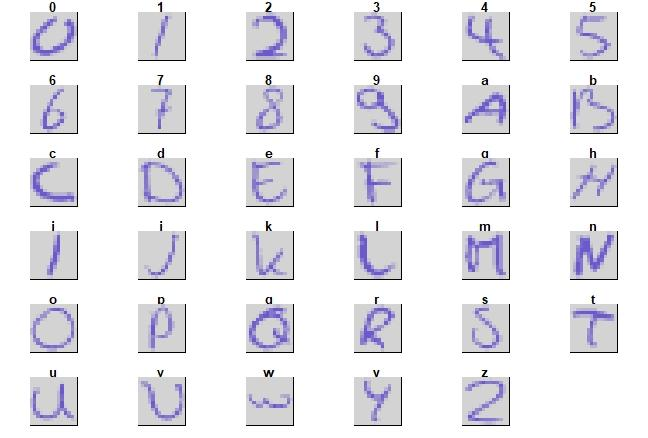 0 1 2 3 4 5
0 1 2 3 4 5
6 7 8 9 a b
6 7 8 9 A B
c d e f g h
C D E F G H
i j k l m n
I J k L M N
o p q r s t
O P Q R S T
u v w y z
u V w Y Z